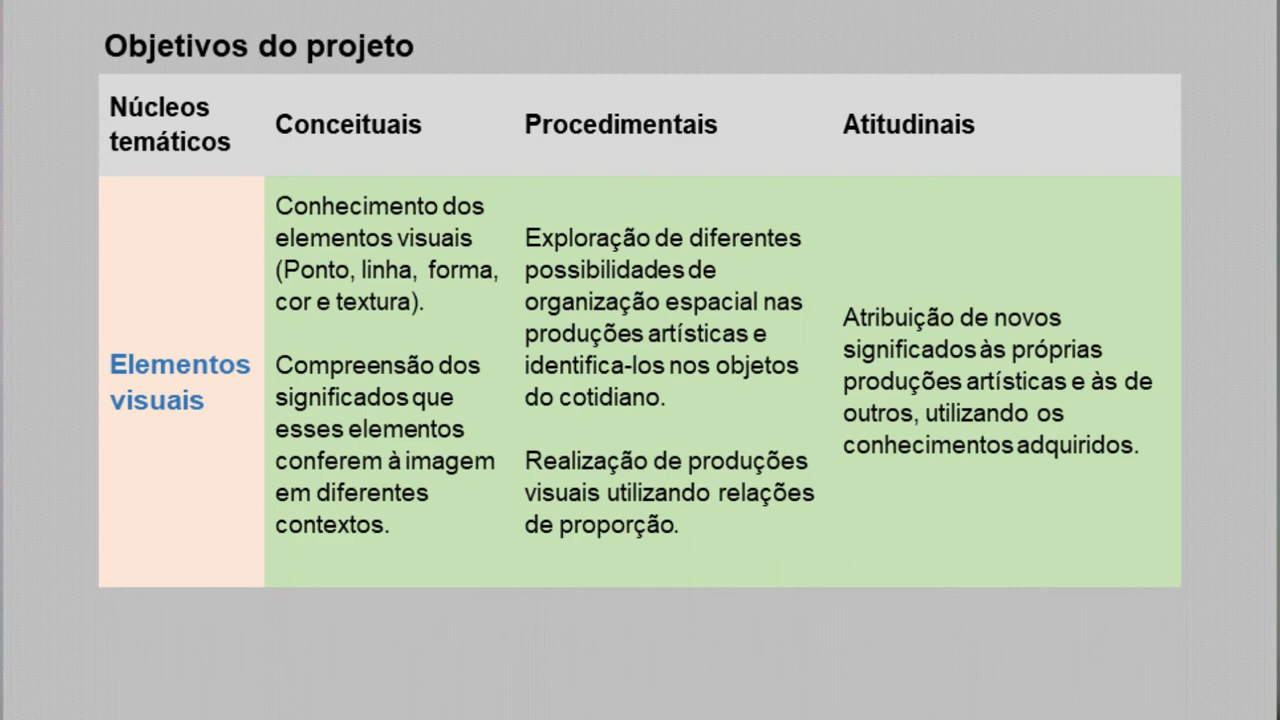 Objetivos do projeto
Núcleos
temáticos
Conceituais
Procedimentais
Atitudinais
Elementos
visuais
Conhecimento dos
elementos visuais
(Ponto, linha, forma,
cor e textura).
Compreensão dos
significados que
esses elementos
conferem à imagem
em diferentes
contextos.
Exploração de diferentes
possibilidades de
organização espacial nas
produções artísticas e
identifica-los nos objetos
do cotidiano.
Realização de produções
visuais utilizando relações
de proporção.
Atribuição de novos
significados às próprias
produções artísticas e às de
outros, utilizando os
conhecimentos adquiridos.